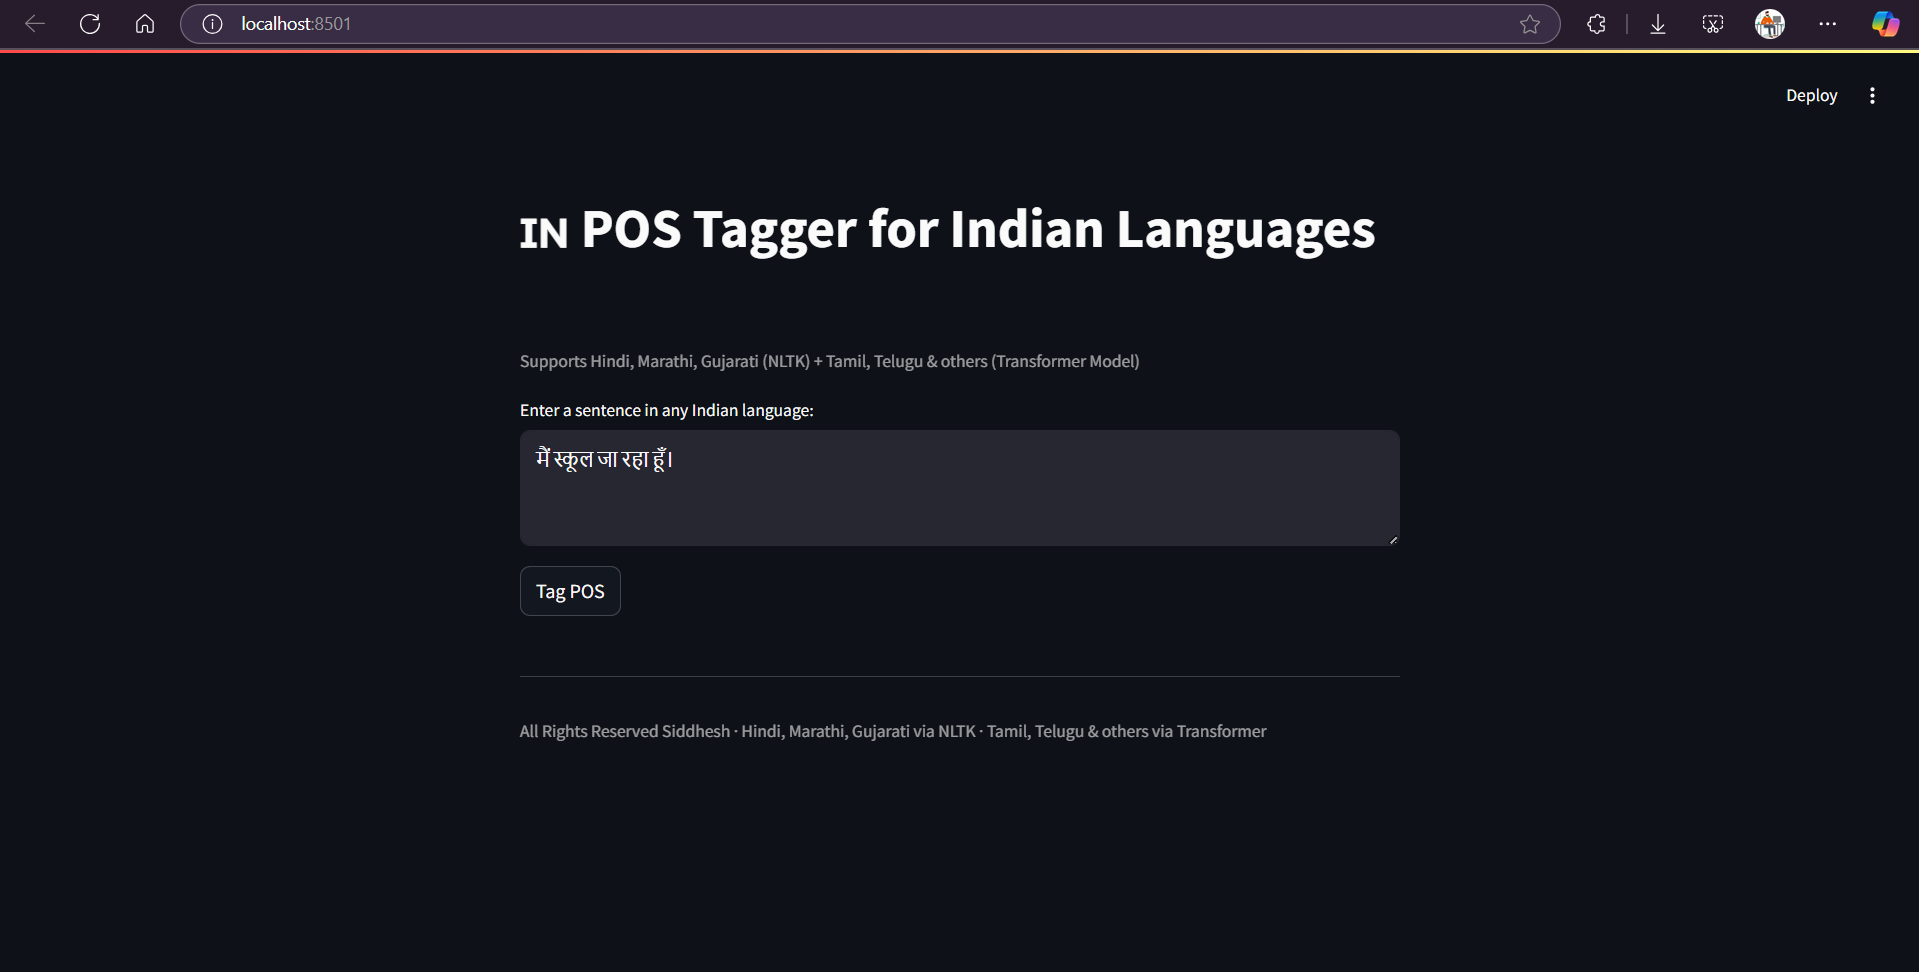 localhost:8501
Deploy
IN POS Tagger for Indian Languages
Supports Hindi, Marathi, Gujarati (NLTK) + Tamil, Telugu & others (Transformer Model)
Enter a sentence in any Indian language:
मैं स्कूल जा रहा हूँ।
Tag POS
All Rights Reserved Siddhesh · Hindi, Marathi, Gujarati via NLTK · Tamil, Telugu & others via Transformer